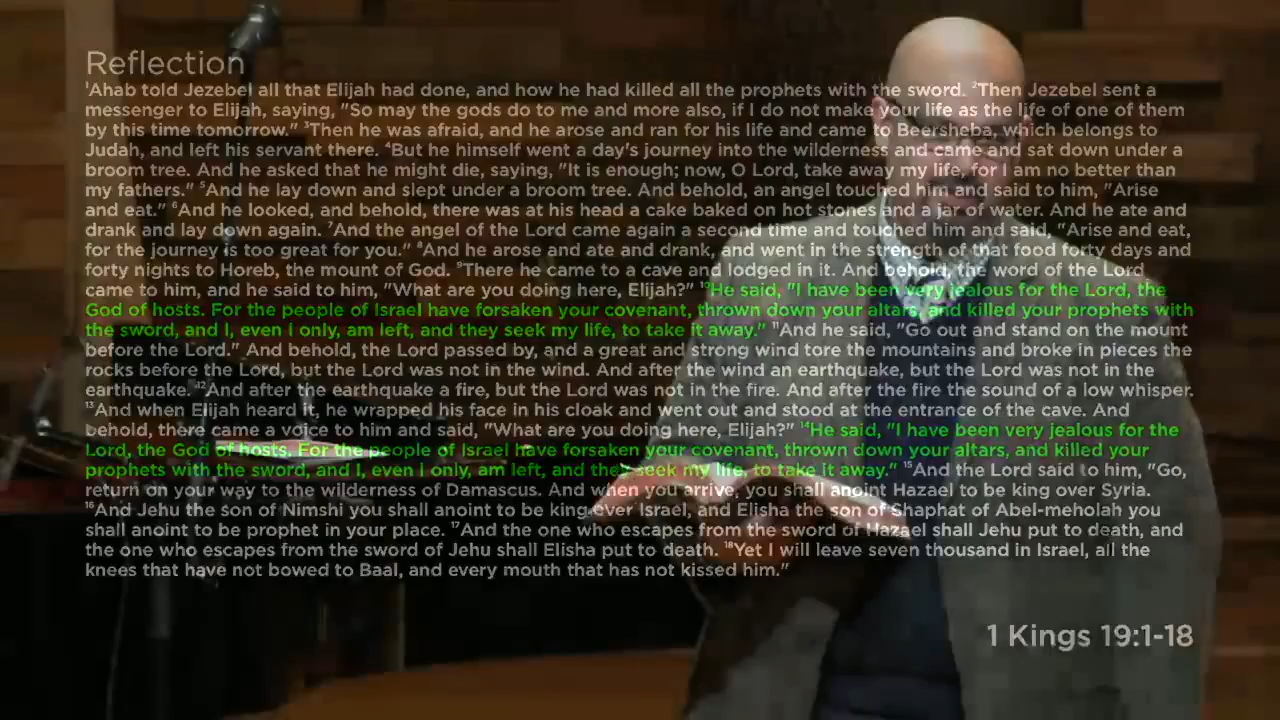 Reflection
¹Ahab told Jezebel all that Elijah had done, and how he had killed all the prophets with the sword. ²Then Jezebel sent a
messenger to Elijah, saying, "So may the gods do to me and more also, if I do not make your life as the life of one of them
by this time tomorrow." ³Then he was afraid, and he arose and ran for his life and came to Beersheba, which belongs to
Judah, and left his servant there. ⁴But he himself went a day's journey into the wilderness and came and sat down under a
broom tree. And he asked that he might die, saying, "It is enough; now, O Lord, take away my life, for I am no better than
my fathers." ⁵And he lay down and slept under a broom tree. And behold, an angel touched him and said to him, "Arise
and eat." ⁶And he looked, and behold, there was at his head a cake baked on hot stones and a jar of water. And he ate and
drank and lay down again. ⁷And the angel of the Lord came again a second time and touched him and said, "Arise and eat,
for the journey is too great for you." ⁸And he arose and ate and drank, and went in the strength of that food forty days and
forty nights to Horeb, the mount of God. ⁹There he came to a cave and lodged in it. And behold, the word of the Lord
came to him, and he said to him, "What are you doing here, Elijah?" ¹⁰He said, "I have been very jealous for the Lord, the
God of hosts. For the people of Israel have forsaken your covenant, thrown down your altars, and killed your prophets with
the sword, and I, even I only, am left, and they seek my life, to take it away." ¹¹And he said, "Go out and stand on the mount
before the Lord." And behold, the Lord passed by, and a great and strong wind tore the mountains and broke in pieces the
rocks before the Lord, but the Lord was not in the wind. And after the wind an earthquake, but the Lord was not in the
earthquake. ¹²And after the earthquake a fire, but the Lord was not in the fire. And after the fire the sound of a low whisper.
¹³And when Elijah heard it, he wrapped his face in his cloak and went out and stood at the entrance of the cave. And
behold, there came a voice to him and said, "What are you doing here, Elijah?" ¹⁴He said, "I have been very jealous for the
Lord, the God of hosts. For the people of Israel have forsaken your covenant, thrown down your altars, and killed your
prophets with the sword, and I, even I only, am left, and they seek my life, to take it away." ¹⁵And the Lord said to him, "Go,
return on your way to the wilderness of Damascus. And when you arrive, you shall anoint Hazael to be king over Syria.
¹⁶And Jehu the son of Nimshi you shall anoint to be king over Israel, and Elisha the son of Shaphat of Abel-meholah you
shall anoint to be prophet in your place. ¹⁷And the one who escapes from the sword of Hazael shall Jehu put to death, and
the one who escapes from the sword of Jehu shall Elisha put to death. ¹⁸Yet I will leave seven thousand in Israel, all the
knees that have not bowed to Baal, and every mouth that has not kissed him."
1 Kings 19:1-18